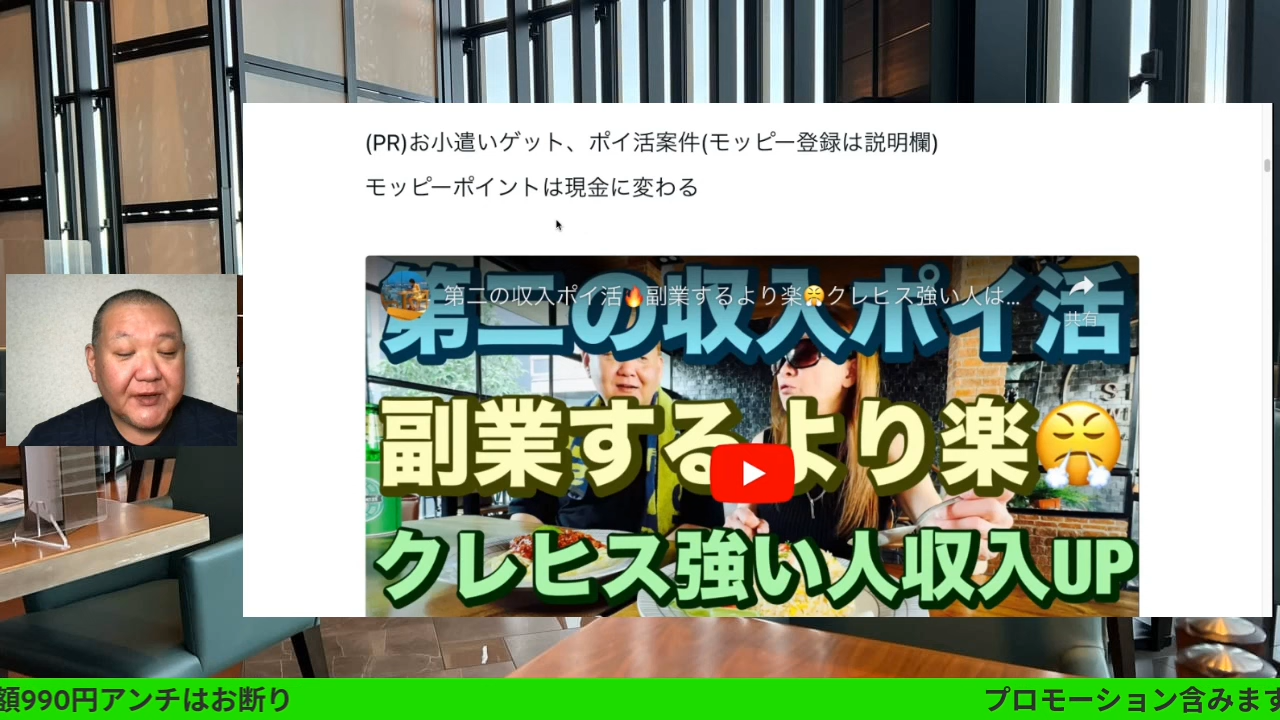 (PR)お小遣いゲット、ポイ活案件(モッピー登録は説明欄)
モッピーポイントは現金に変わる
第二の収入ポイ活🔥副業するより楽😤クレヒス強い人は...
共有
第二の収入ポイ活
副業するより楽😤
クレヒス強い人収入UP
額990円アンチはお断り
プロモーション含みます